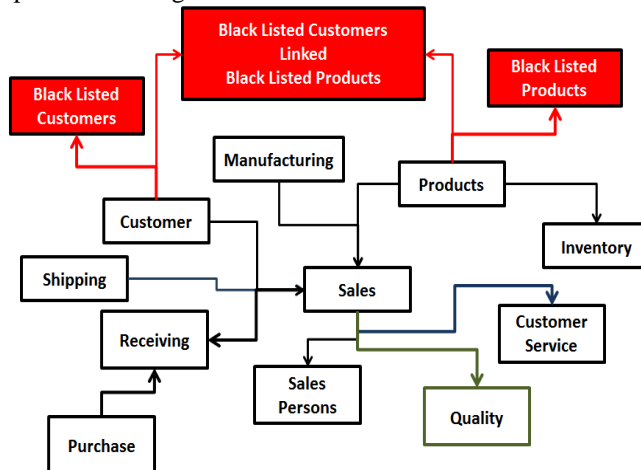 Black Listed Customers
Linked
Black Listed Products
Black Listed
Customers
Black Listed
Products
Manufacturing
Products
Customer
Inventory
Shipping
Sales
Customer
Service
Receiving
Sales
Persons
Quality
Purchase